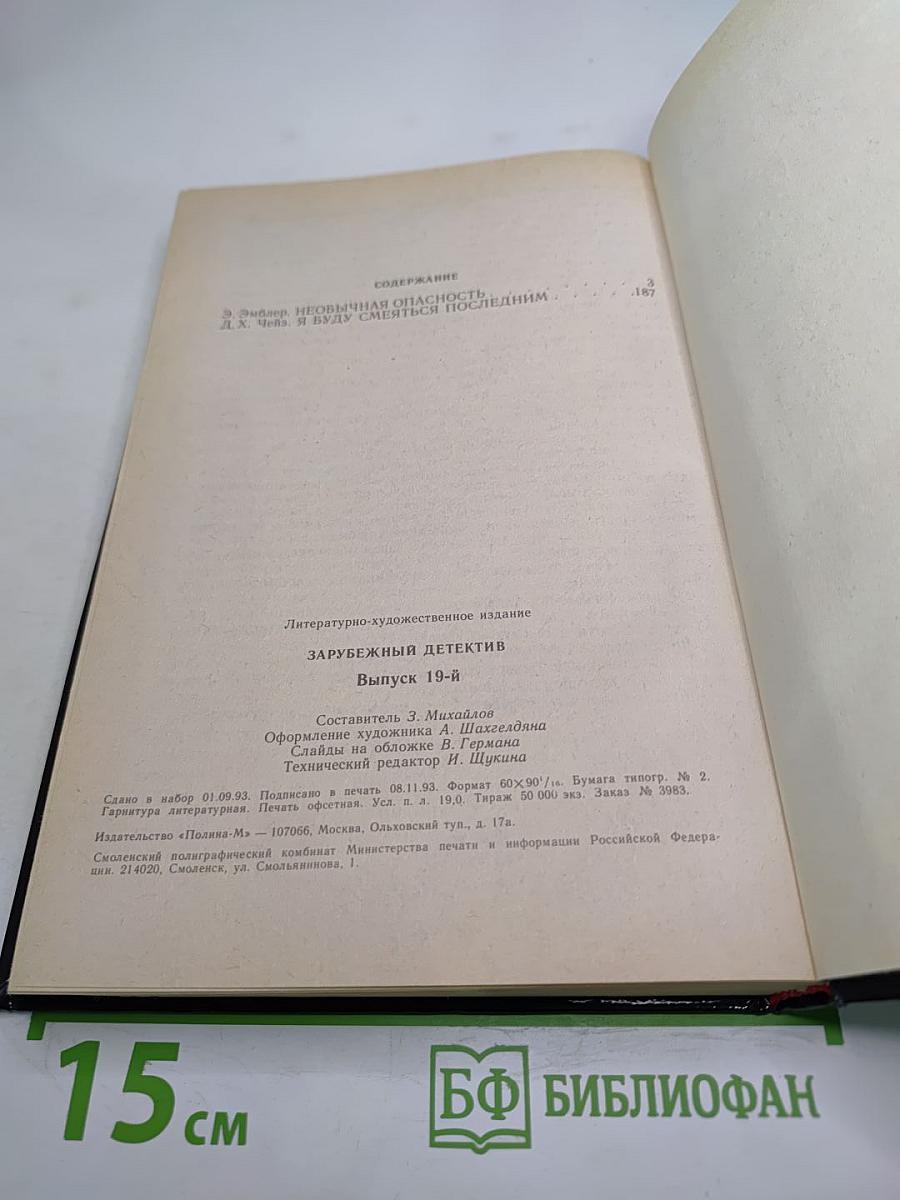 СОДЕРЖАНИЕ
Э. Эмблер. НЕОБЫЧНАЯ ОПАСНОСТЬ . . . . . . . 3
Д. Х. Чейз. Я БУДУ СМЕЯТЬСЯ ПОСЛЕДНИМ . . . . .187
Литературно-художественное издание
ЗАРУБЕЖНЫЙ ДЕТЕКТИВ
Выпуск 19-й
Составитель З. Михайлов
Оформление художника А. Шахгелдяна
Слайды на обложке В. Германа
Технический редактор И. Щукина
Сдано в набор 01.09.93. Подписано в печать 08.11.93. Формат 60×90¹/₁₆. Бумага типогр. № 2.
Гарнитура литературная. Печать офсетная. Усл. п. л. 19,0. Тираж 50 000 экз. Заказ № 3983.
Издательство «Полина-М» — 107066, Москва, Ольховский туп., д. 17а.
Смоленский полиграфический комбинат Министерства печати и информации Российской Федера-
ции. 214020, Смоленск, ул. Смольянинова, 1.
15 см
БФ БИБЛИОФАН